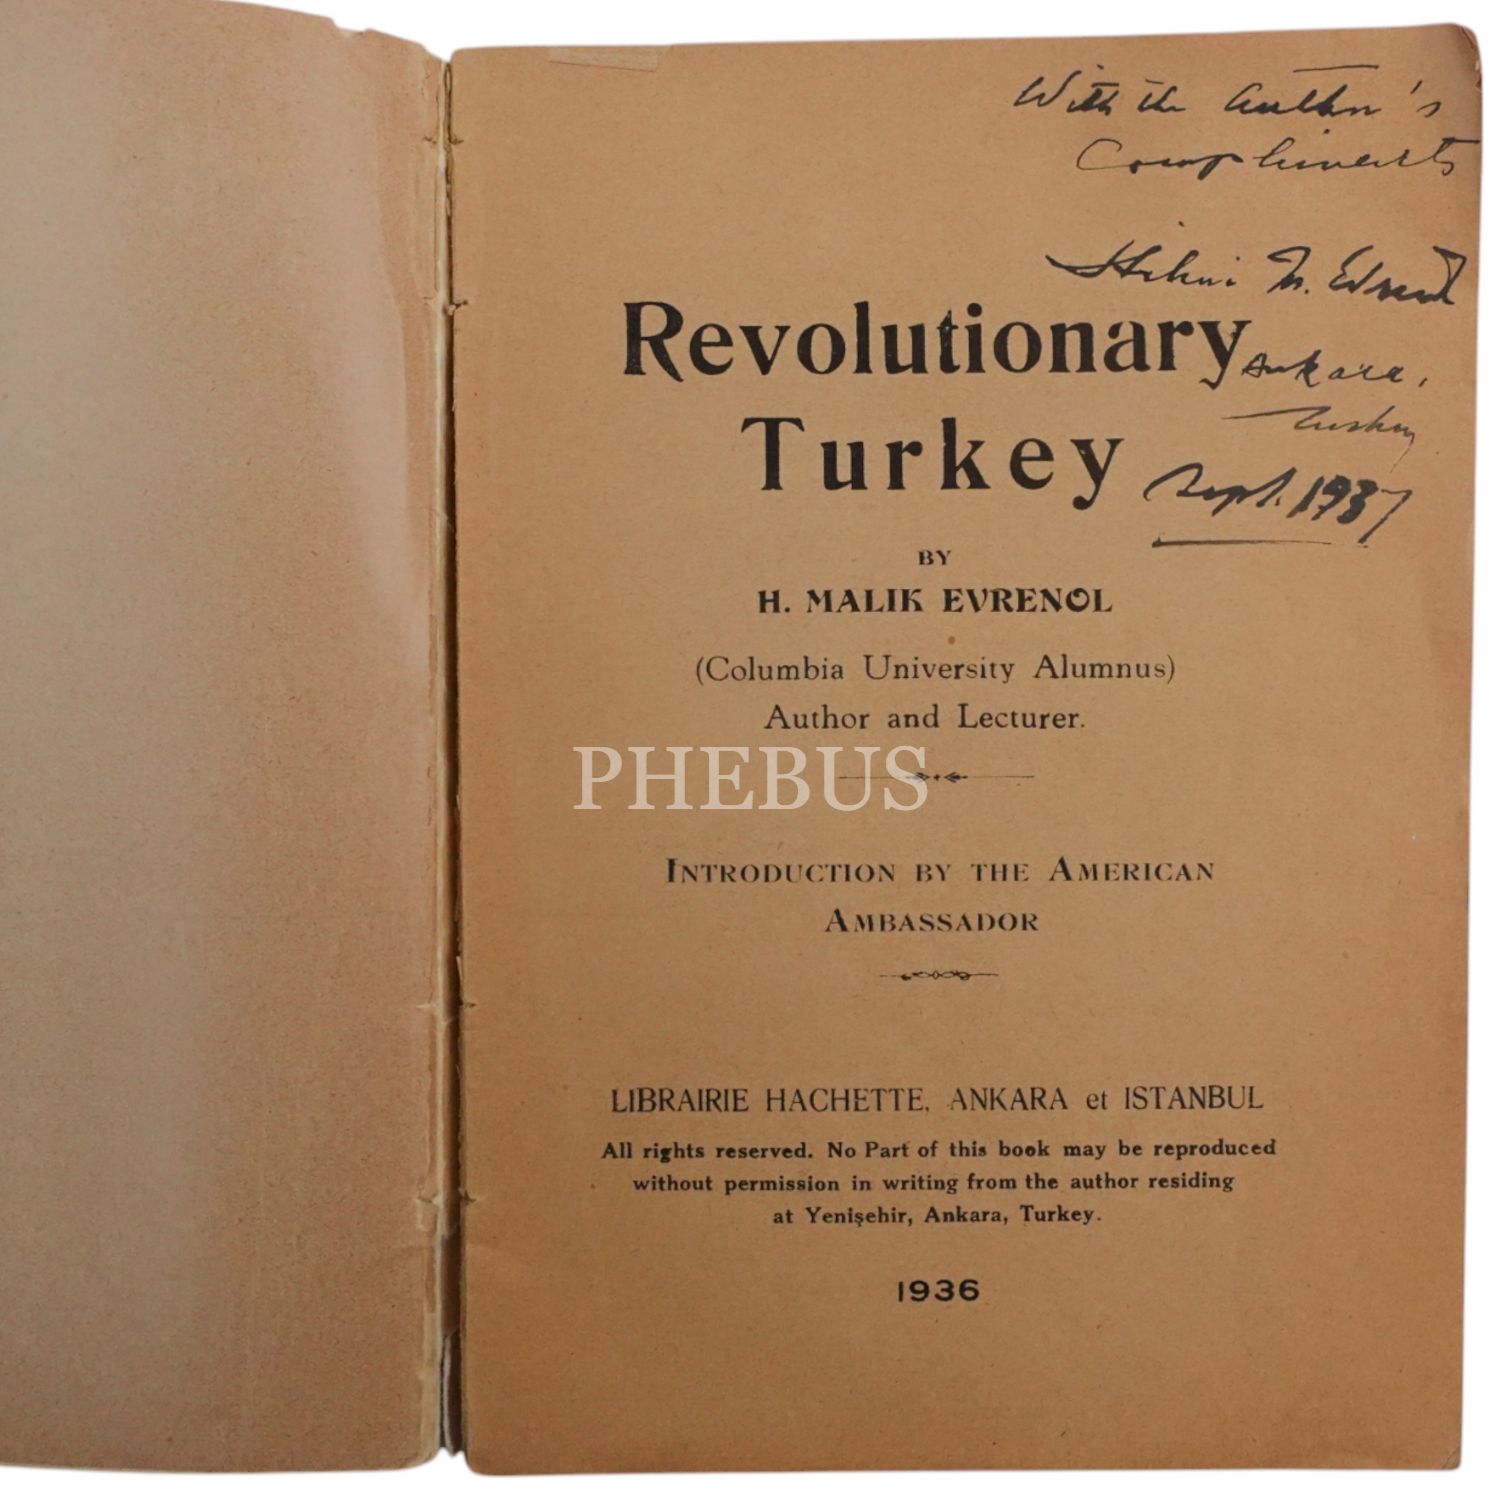 With the Author's
Compliments
M. Evrenol
Ankara,
Turkey
Sept. 1937
Revolutionary
Turkey
BY
H. MALIK EVRENOL
(Columbia University Alumnus)
Author and Lecturer.
PHEBUS
INTRODUCTION BY THE AMERICAN
AMBASSADOR
LIBRAIRIE HACHETTE, ANKARA et ISTANBUL
All rights reserved. No Part of this book may be reproduced
without permission in writing from the author residing
at Yenişehir, Ankara, Turkey.
1936